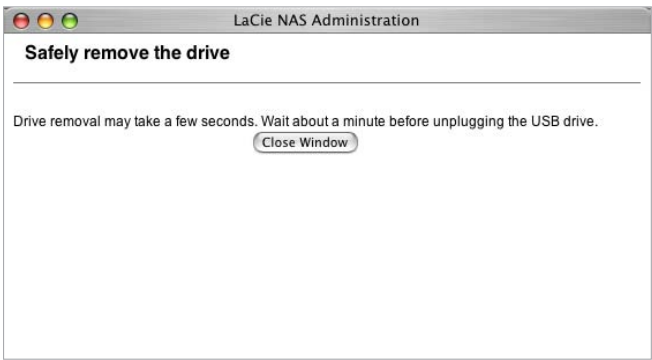 LaCie NAS Administration
Safely remove the drive
Drive removal may take a few seconds. Wait about a minute before unplugging the USB drive.
Close Window